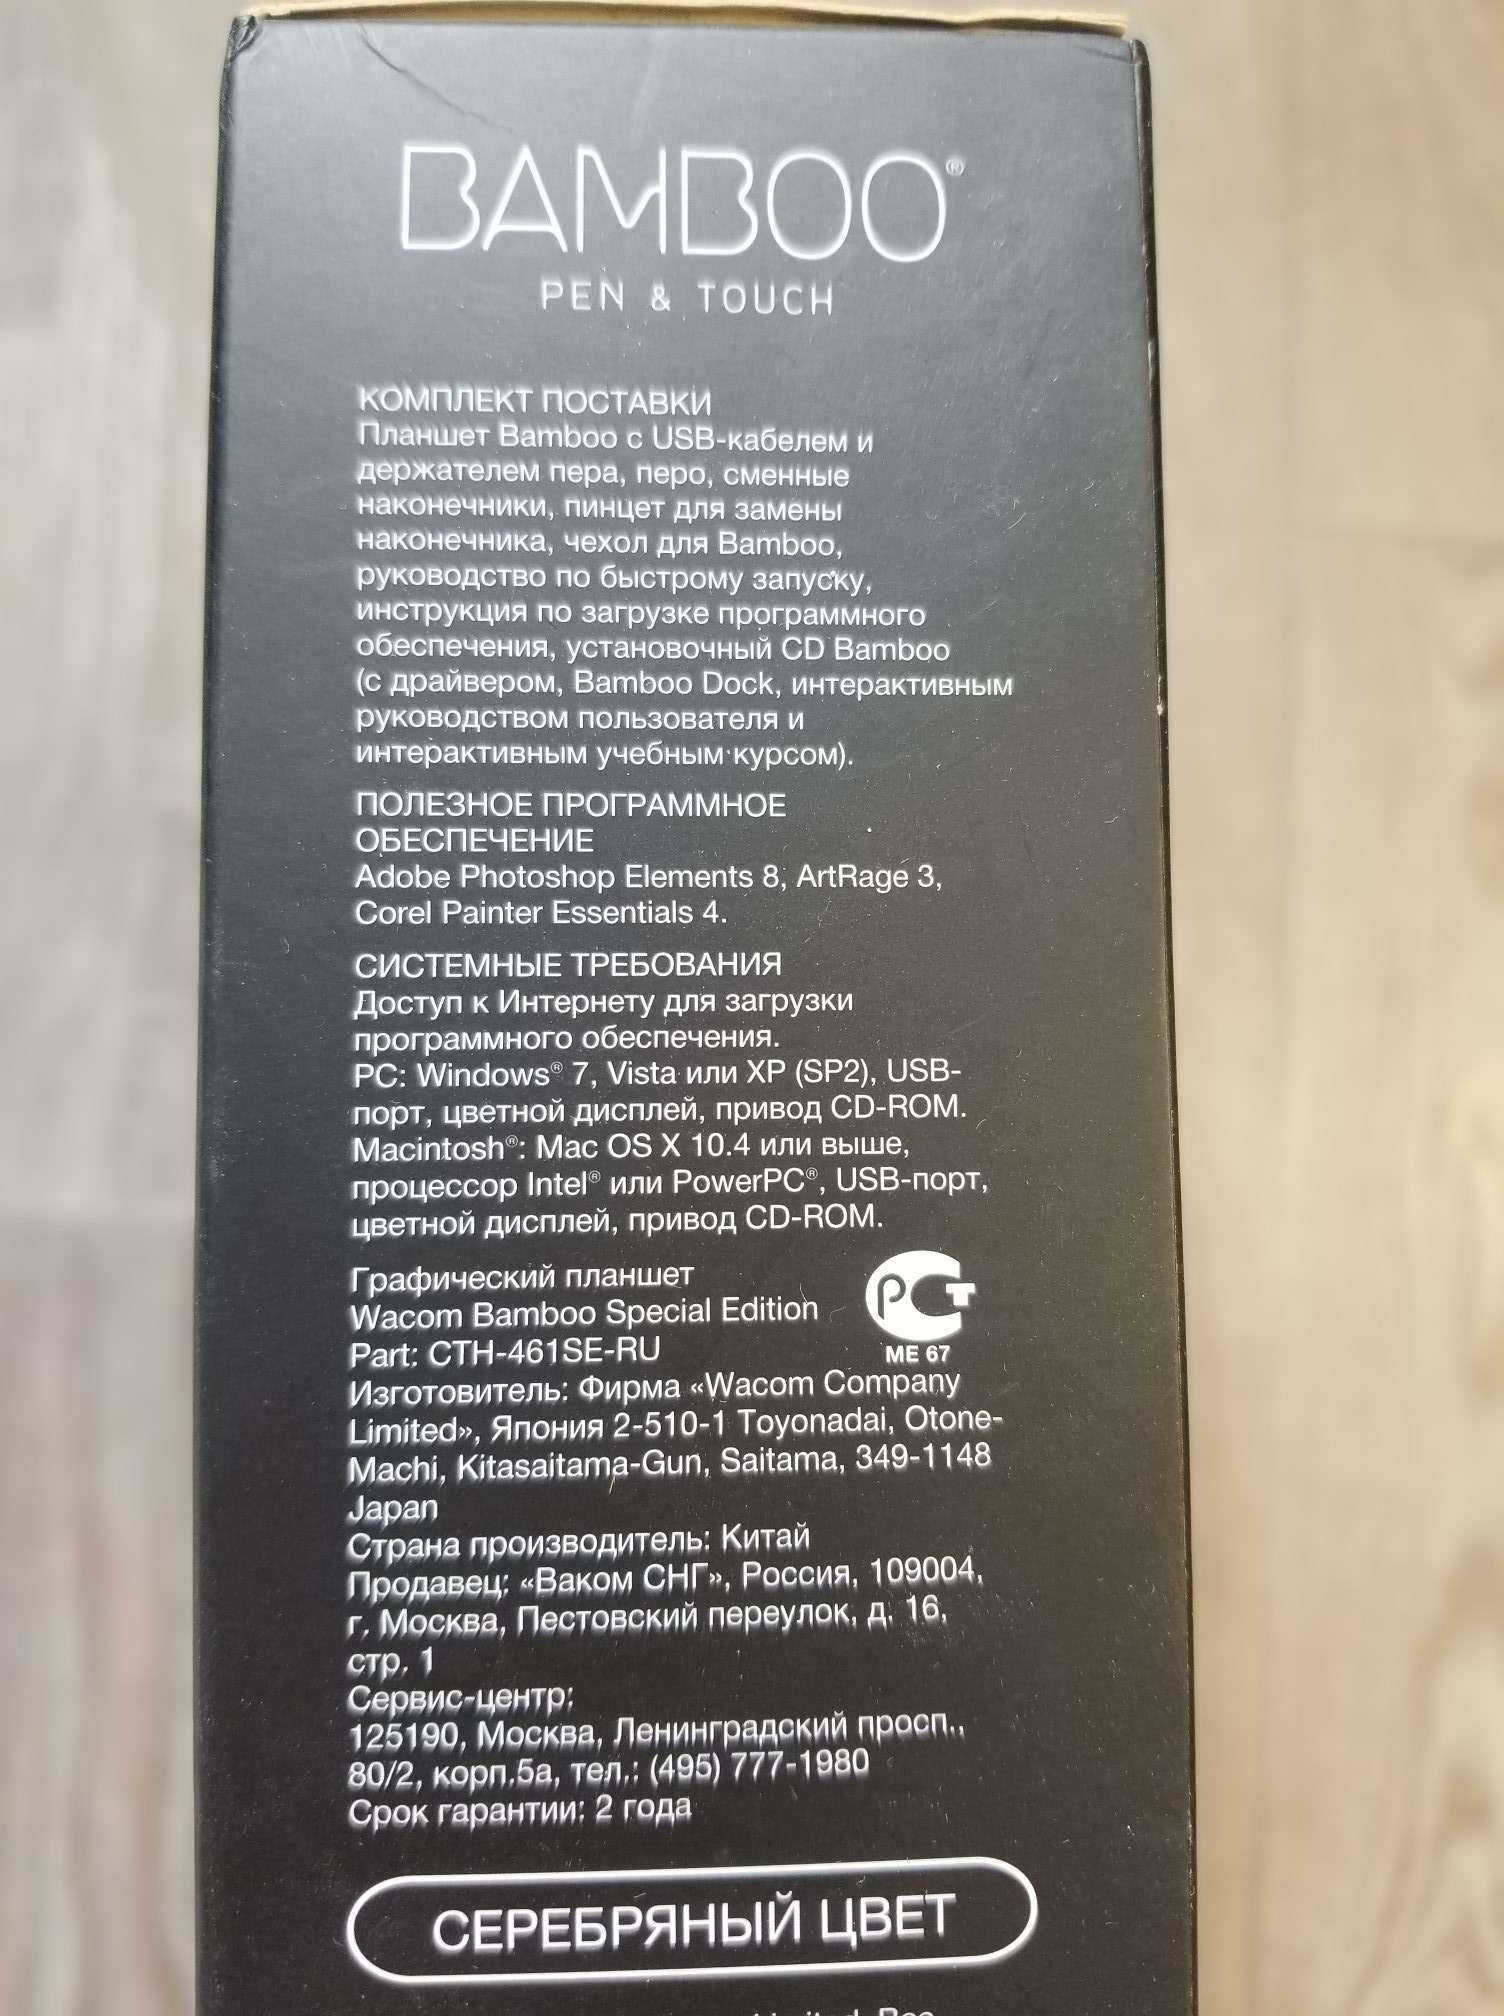 BAMBOO®
PEN & TOUCH
КОМПЛЕКТ ПОСТАВКИ
Планшет Bamboo с USB-кабелем и
держателем пера, перо, сменные
наконечники, пинцет для замены
наконечника, чехол для Bamboo,
руководство по быстрому запуску,
инструкция по загрузке программного
обеспечения, установочный CD Bamboo
(с драйвером, Bamboo Dock, интерактивным
руководством пользователя и
интерактивным учебным курсом).
ПОЛЕЗНОЕ ПРОГРАММНОЕ
ОБЕСПЕЧЕНИЕ
Adobe Photoshop Elements 8, ArtRage 3,
Corel Painter Essentials 4.
СИСТЕМНЫЕ ТРЕБОВАНИЯ
Доступ к Интернету для загрузки
программного обеспечения.
PC: Windows® 7, Vista или XP (SP2), USB-
порт, цветной дисплей, привод CD-ROM.
Macintosh®: Mac OS X 10.4 или выше,
процессор Intel® или PowerPC®, USB-порт,
цветной дисплей, привод CD-ROM.
Графический планшет
Wacom Bamboo Special Edition
Part: CTH-461SE-RU
РСТ
ME 67
Изготовитель: Фирма «Wacom Company
Limited», Япония 2-510-1 Toyonadai, Otone-
Machi, Kitasaitama-Gun, Saitama, 349-1148
Japan
Страна производитель: Китай
Продавец: «Ваком СНГ», Россия, 109004,
г. Москва, Пестовский переулок, д. 16,
стр. 1
Сервис-центр:
125190, Москва, Ленинградский просп.,
80/2, корп.5а, тел.: (495) 777-1980
Срок гарантии: 2 года
СЕРЕБРЯНЫЙ ЦВЕТ